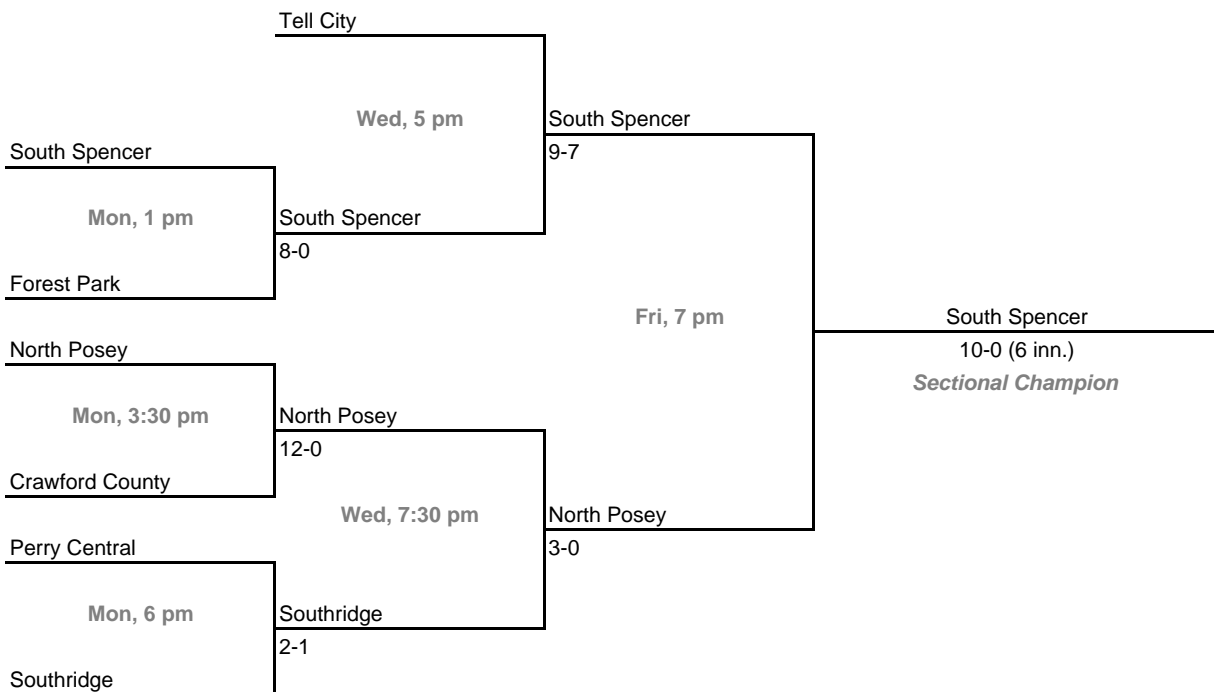 Tell City
Wed, 5 pm
South Spencer
9-7
South Spencer
Mon, 1 pm
South Spencer
8-0
Forest Park
Fri, 7 pm
South Spencer
10-0 (6 inn.)
Sectional Champion
North Posey
Mon, 3:30 pm
North Posey
12-0
Crawford County
Wed, 7:30 pm
North Posey
3-0
Perry Central
Mon, 6 pm
Southridge
2-1
Southridge